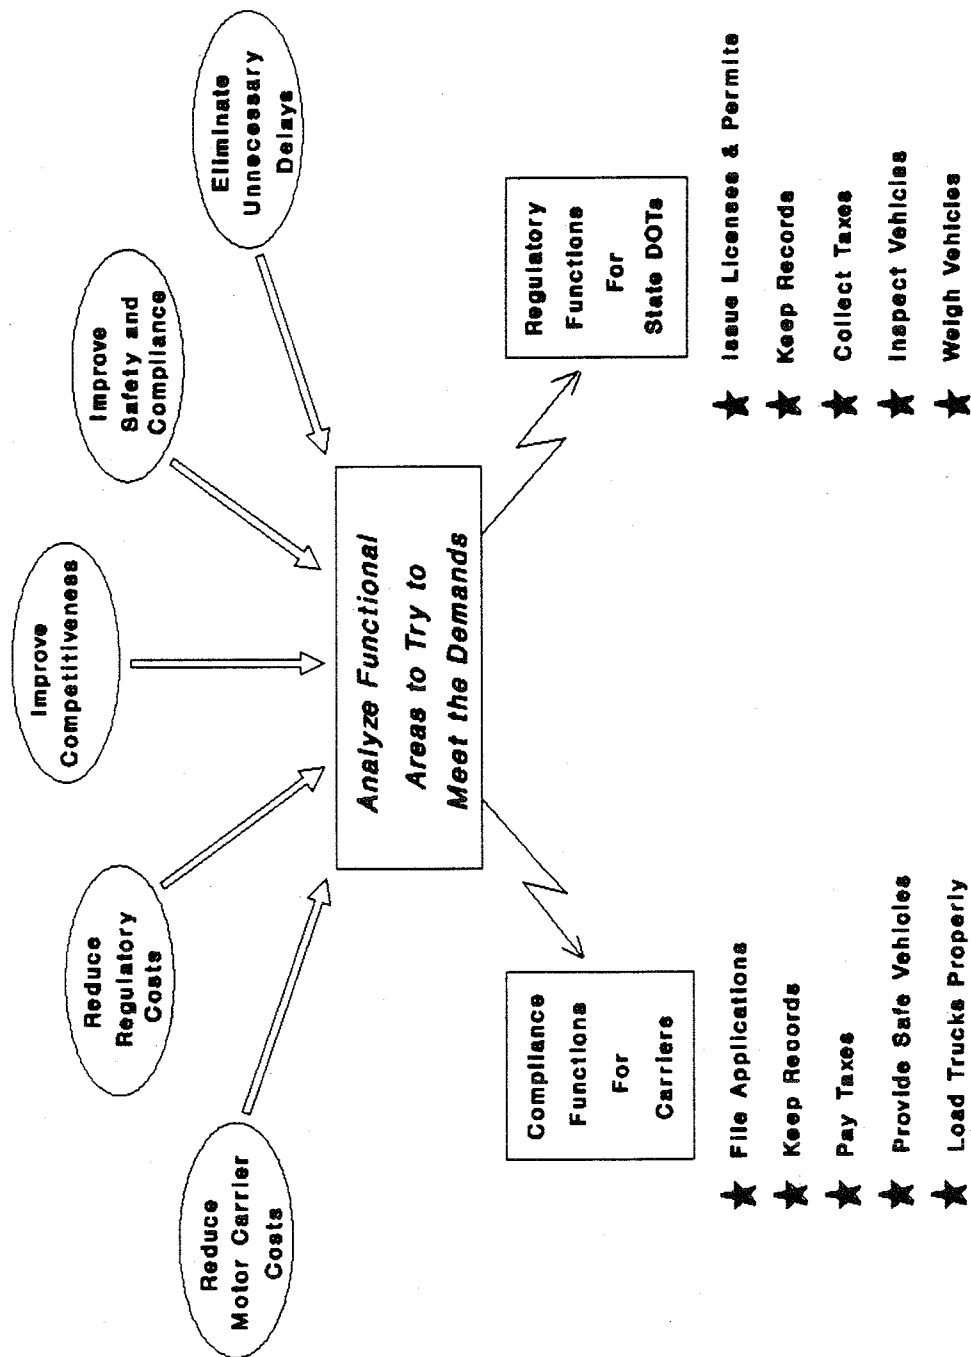 Reduce
Motor Carrier
Costs
Reduce
Regulatory
Costs
Improve
Competitiveness
Improve
Safety and
Compliance
Eliminate
Unnecessary
Delays
Analyze Functional
Areas to Try to
Meet the Demands
Compliance
Functions
For
Carriers
File Applications
Keep Records
Pay Taxes
Provide Safe Vehicles
Load Trucks Properly
Regulatory
Functions
For
State DOTs
Issue Licenses & Permits
Keep Records
Collect Taxes
Inspect Vehicles
Weigh Vehicles